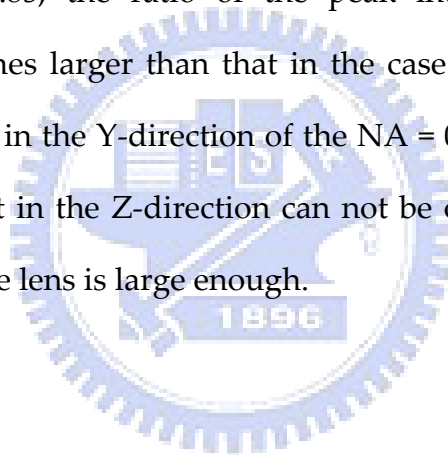 .85, the ratio of the peak in
nes larger than that in the case
in the Y-direction of the NA = 0
t in the Z-direction can not be
e lens is large enough.
E S
1896